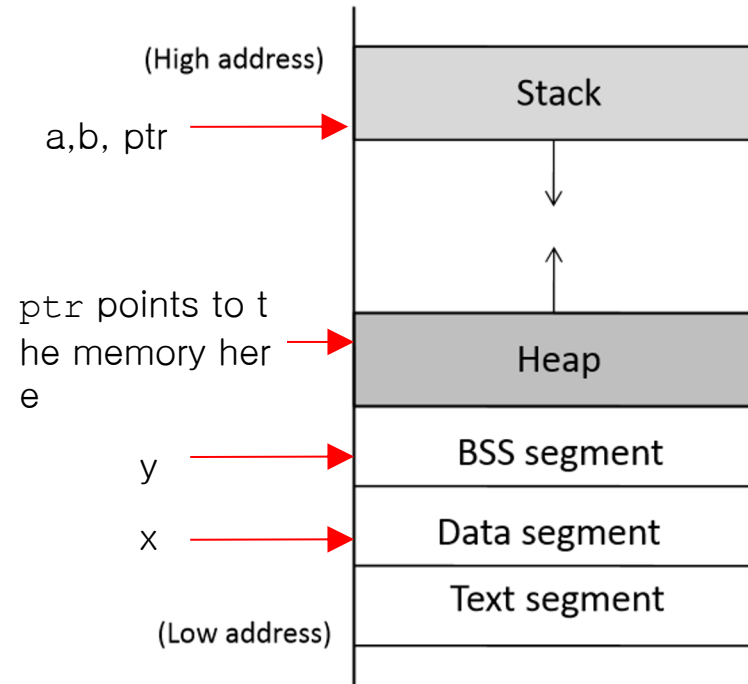 (High address)
Stack
a,b, ptr
ptr points to t
he memory her
e
Heap
y
BSS segment
x
Data segment
Text segment
(Low address)